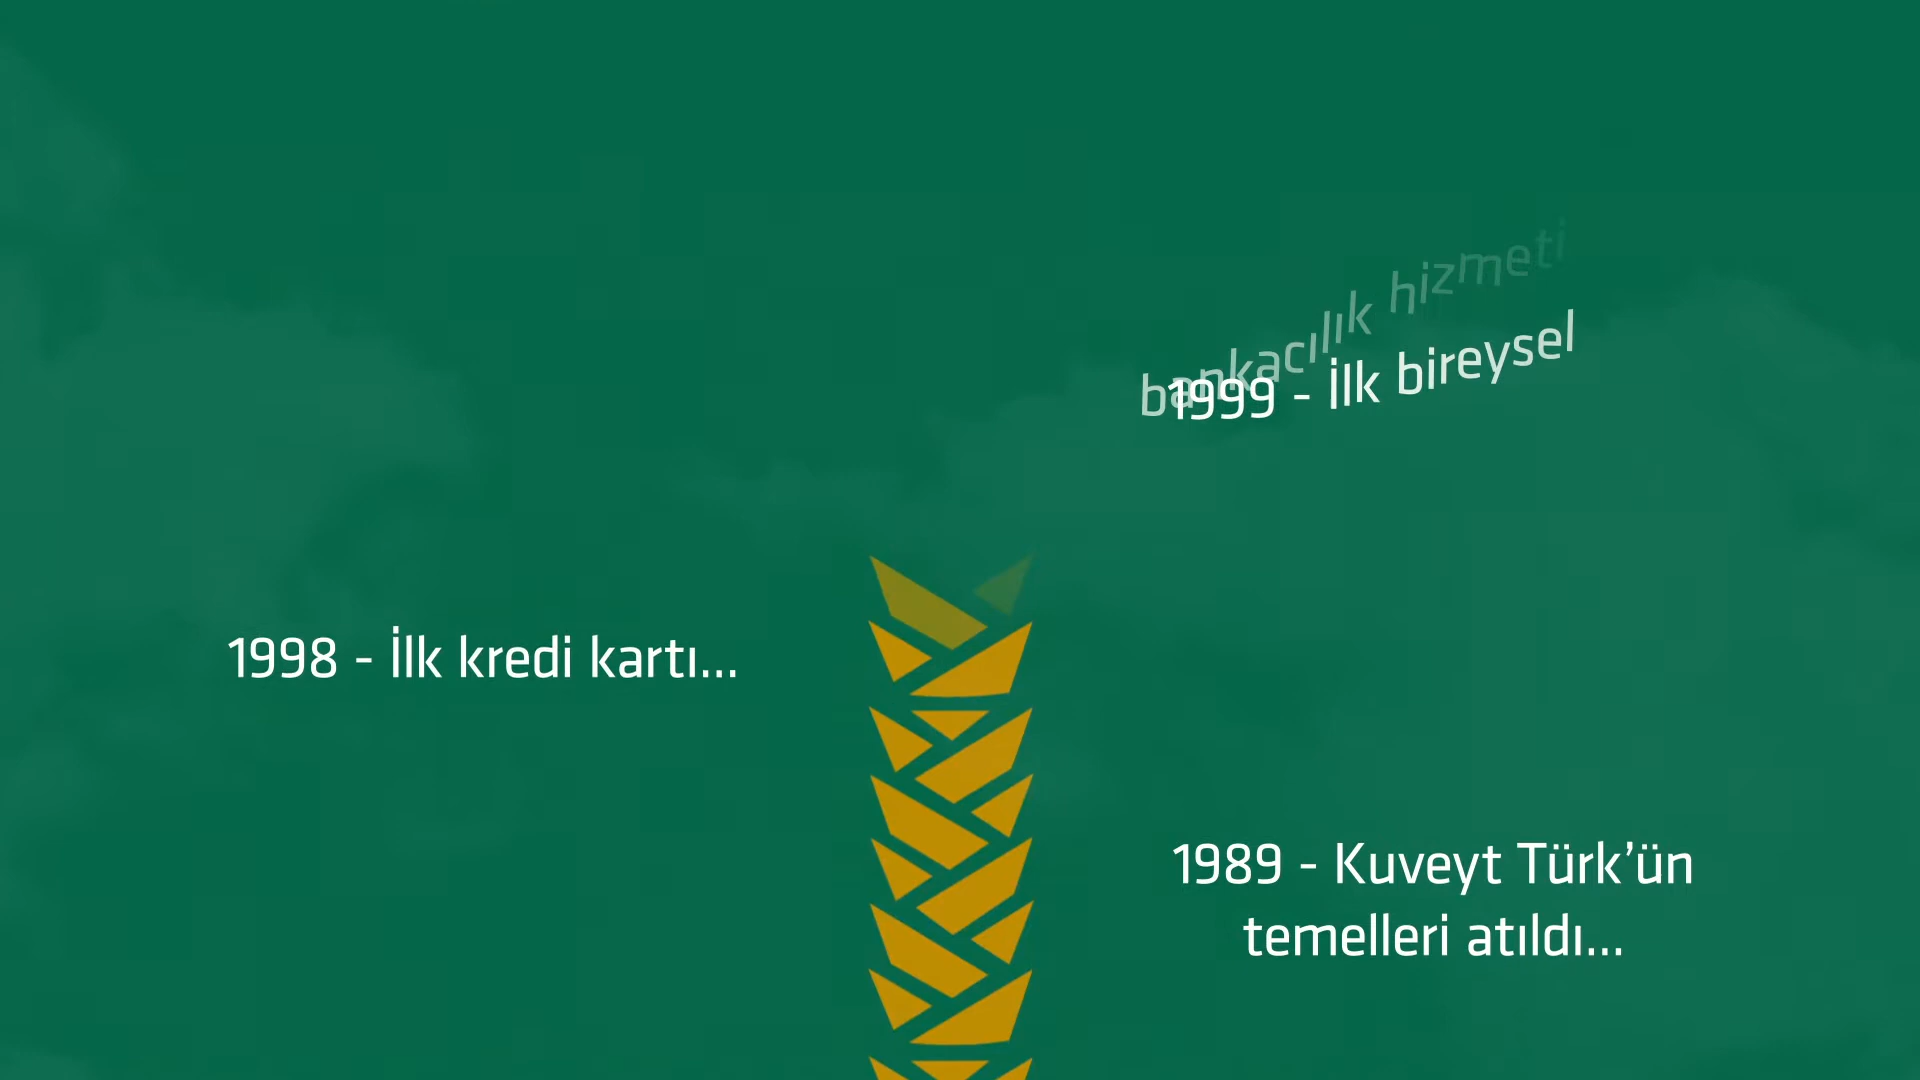 1999 - İlk bireysel
bankacılık hizmeti
1998 - İlk kredi kartı...
1989 - Kuveyt Türk’ün
temelleri atıldı...